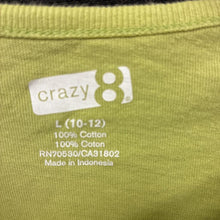 crazy 8
L (10-12)
100% Cotton
100% Coton
RN70530/CA31802
Made in Indonesia